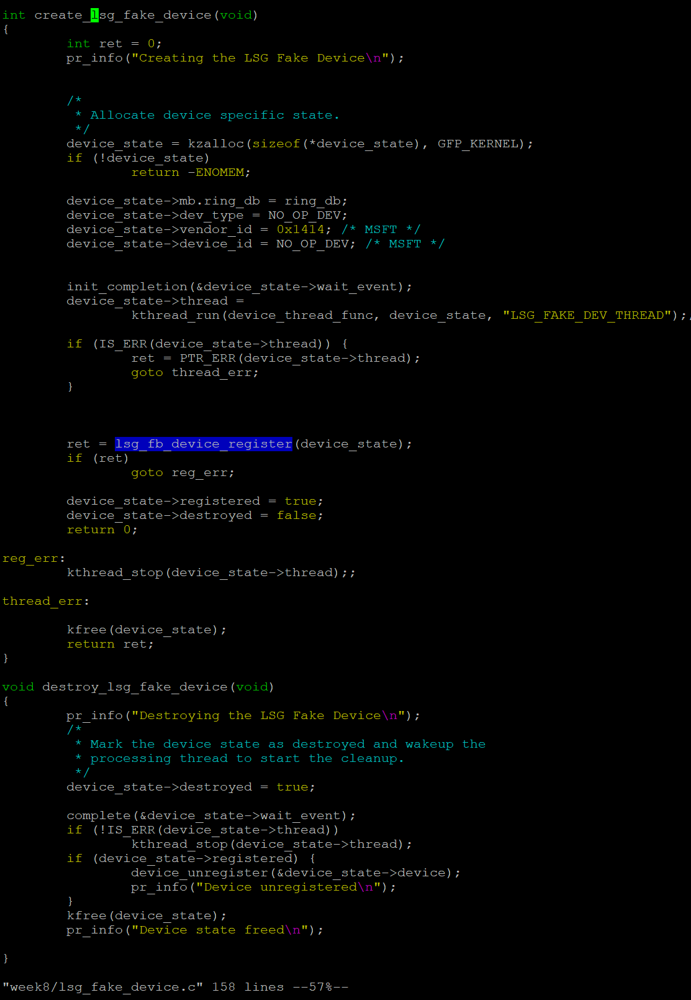 int create_lsg_fake_device(void)
{
        int ret = 0;
        pr_info("Creating the LSG Fake Device\n");
        /*
         * Allocate device specific state.
         */
        device_state = kzalloc(sizeof(*device_state), GFP_KERNEL);
        if (!device_state)
                return -ENOMEM;
        device_state->mb.ring_db = ring_db;
        device_state->dev_type = NO_OP_DEV;
        device_state->vendor_id = 0x1414; /* MSFT */
        device_state->device_id = NO_OP_DEV; /* MSFT */
        init_completion(&device_state->wait_event);
        device_state->thread =
                kthread_run(device_thread_func, device_state, "LSG_FAKE_DEV_THREAD");;
        if (IS_ERR(device_state->thread)) {
                ret = PTR_ERR(device_state->thread);
                goto thread_err;
        }
        ret = lsg_fb_device_register(device_state);
        if (ret)
                goto reg_err;
        device_state->registered = true;
        device_state->destroyed = false;
        return 0;
reg_err:
        kthread_stop(device_state->thread);;
thread_err:
        kfree(device_state);
        return ret;
}
void destroy_lsg_fake_device(void)
{
        pr_info("Destroying the LSG Fake Device\n");
        /*
         * Mark the device state as destroyed and wakeup the
         * processing thread to start the cleanup.
         */
        device_state->destroyed = true;
        complete(&device_state->wait_event);
        if (!IS_ERR(device_state->thread))
                kthread_stop(device_state->thread);
        if (device_state->registered) {
                device_unregister(&device_state->device);
                pr_info("Device unregistered\n");
        }
        kfree(device_state);
        pr_info("Device state freed\n");
}
"week8/lsg_fake_device.c" 158 lines --57%--